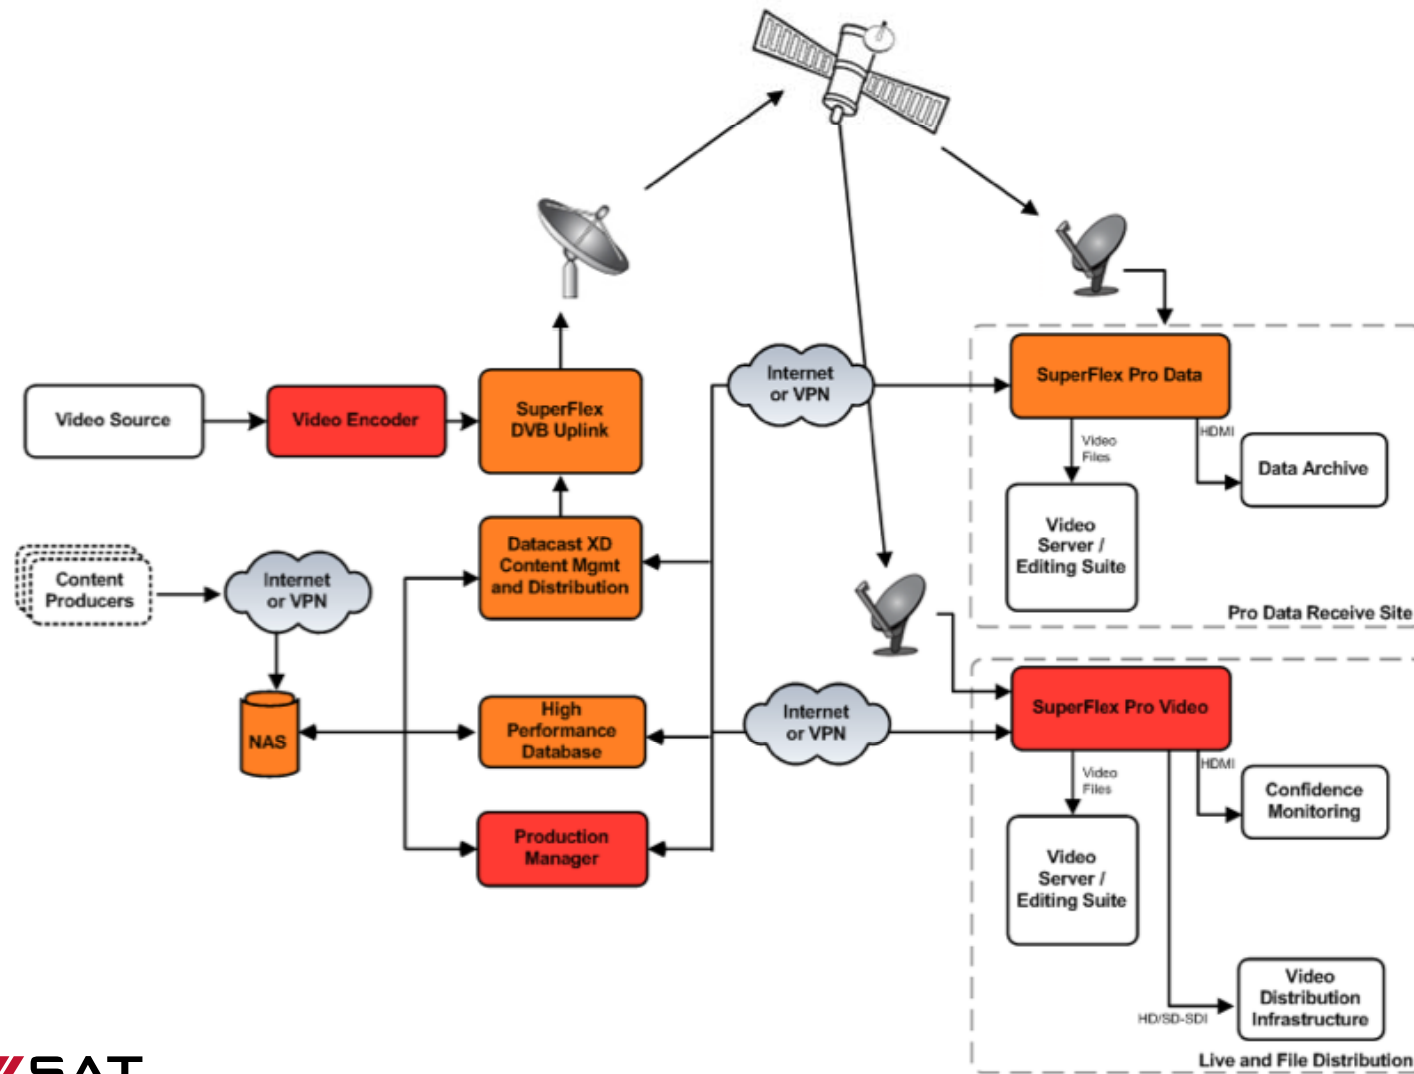 Internet
or VPN
SuperFlex Pro Data
Video Source
Video Encoder
SuperFlex
DVB Uplink
HDMI
Video
Files
Data Archive
Video
Server /
Editing Suite
Datacast XD
Content Mgmt
and Distribution
Content
Producers
Internet
or VPN
Pro Data Receive Site
NAS
High
Performance
Database
Internet
or VPN
SuperFlex Pro Video
HDMI
Video
Files
Confidence
Monitoring
Production
Manager
Video
Server /
Editing Suite
Video
Distribution
Infrastructure
HD/SD-SDI
Live and File Distribution
SAT